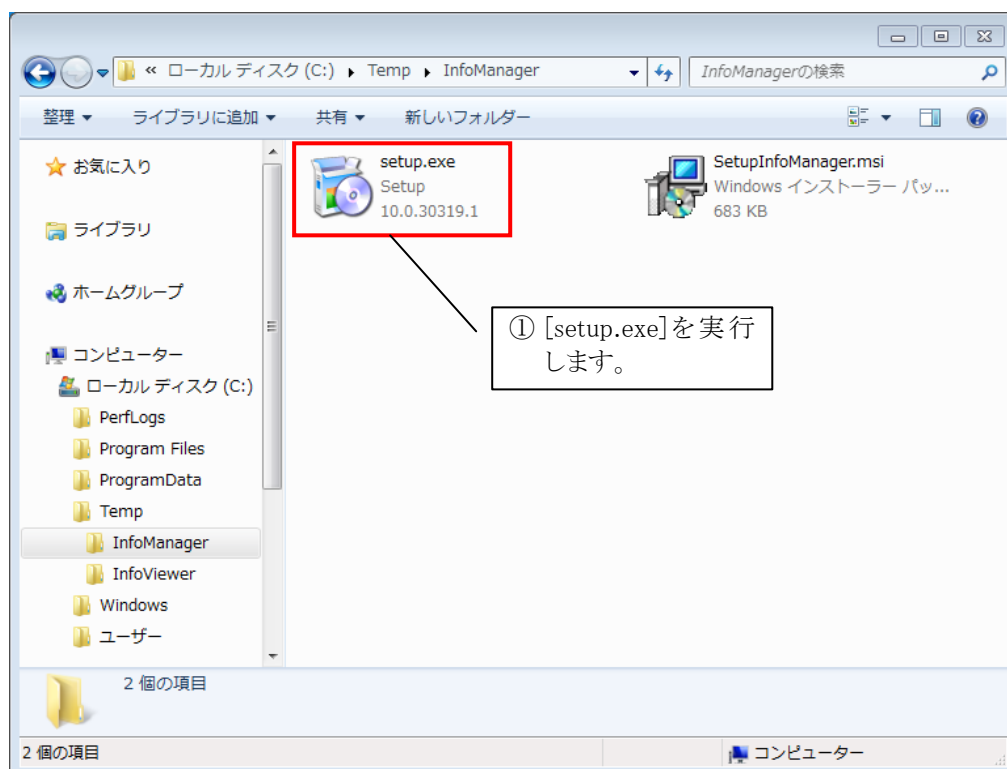 « ローカル ディスク (C:) ▸ Temp ▸ InfoManager
InfoManagerの検索
整理 ライブラリに追加 共有 新しいフォルダー
お気に入り
ライブラリ
ホームグループ
コンピューター
ローカル ディスク (C:)
PerfLogs
Program Files
ProgramData
Temp
InfoManager
InfoViewer
Windows
ユーザー
setup.exe
Setup
10.0.30319.1
SetupInfoManager.msi
Windows インストーラー パッ...
683 KB
① [setup.exe]を実行
します。
2 個の項目
2 個の項目
コンピューター